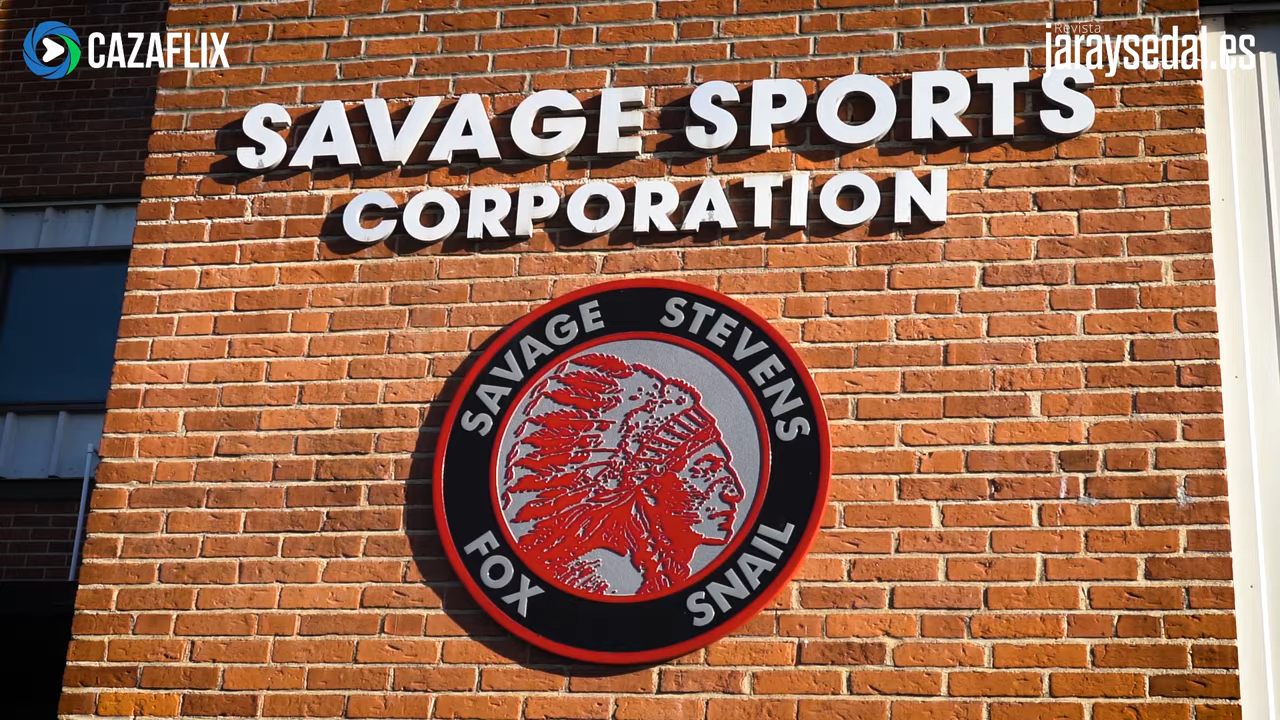 CAZAFLIX
Revista
jaraysedal.es
SAVAGE SPORTS
CORPORATION
SAVAGE STEVENS
FOX SNAIL